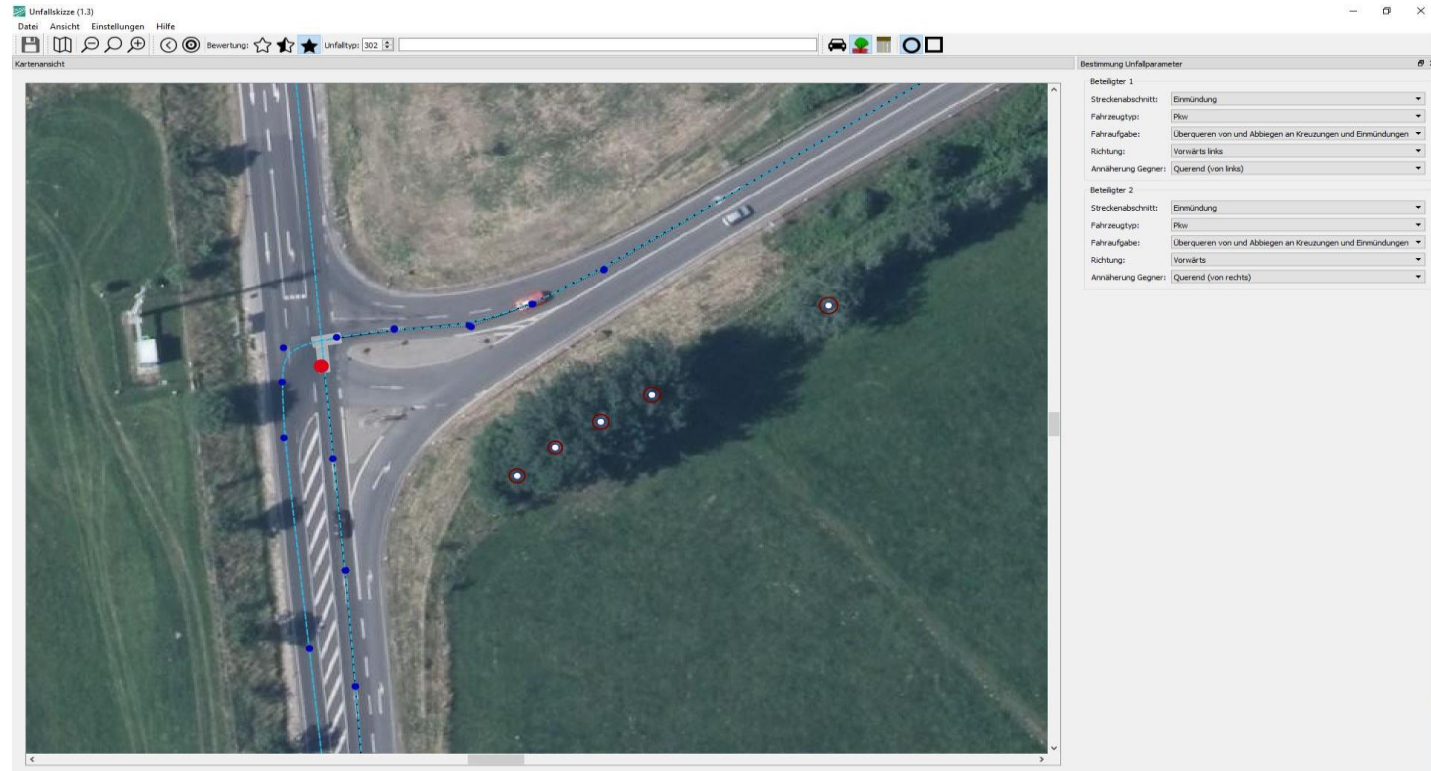 Unfallskizze (1.3)
Datei Ansicht Einstellungen Hilfe
Bewertung: Unfalltyp: 302
Kartenansicht
Bestimmung Unfallparameter
Beteiligter 1
Streckenabschnitt: Einmündung
Fahrzeugtyp: Pkw
Fahraufgabe: Überqueren von und Abbiegen an Kreuzungen und Einmündungen
Richtung: Vorwärts links
Annäherung Gegner: Querend (von links)
Beteiligter 2
Streckenabschnitt: Einmündung
Fahrzeugtyp: Pkw
Fahraufgabe: Überqueren von und Abbiegen an Kreuzungen und Einmündungen
Richtung: Vorwärts
Annäherung Gegner: Querend (von rechts)